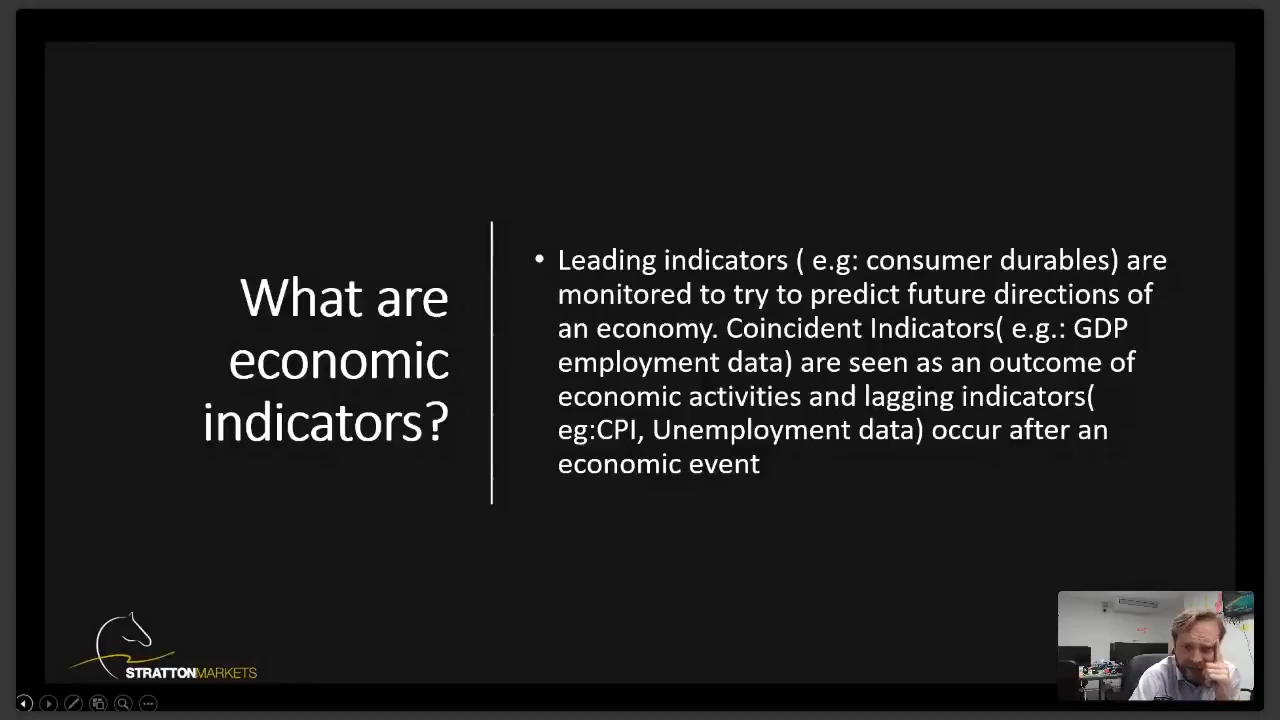 What are
economic
indicators?
• Leading indicators ( e.g: consumer durables) are
monitored to try to predict future directions of
an economy. Coincident Indicators( e.g.: GDP
employment data) are seen as an outcome of
economic activities and lagging indicators(
eg:CPI, Unemployment data) occur after an
economic event
STRATTONMARKETS